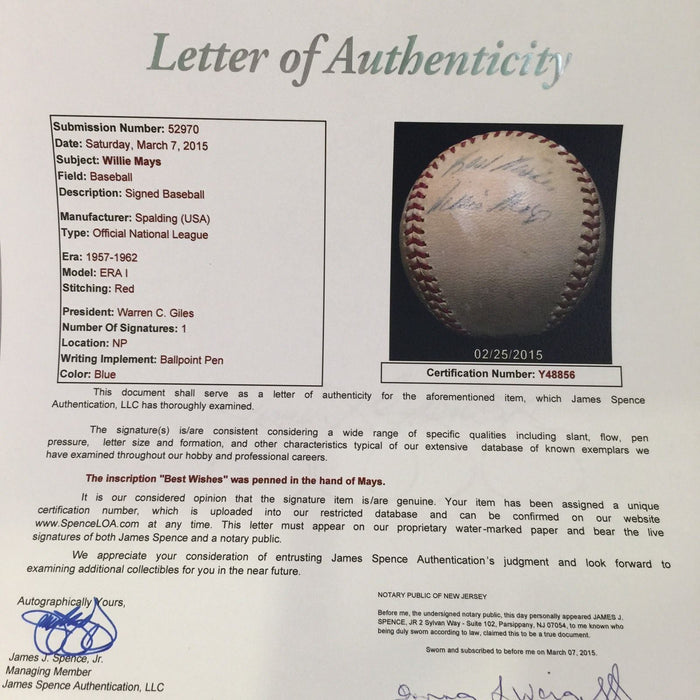 Letter of Authenticity
Submission Number: 52970
Date: Saturday, March 7, 2015
Subject: Willie Mays
Field: Baseball
Description: Signed Baseball
Manufacturer: Spalding (USA)
Type: Official National League
Era: 1957-1962
Model: ERA I
Stitching: Red
President: Warren C. Giles
Number Of Signatures: 1
Location: NP
Writing Implement: Ballpoint Pen
Color: Blue
Best Wishes
Willie Mays
02/25/2015
Certification Number: Y48856
This document shall serve as a letter of authenticity for the aforementioned item, which James Spence
Authentication, LLC has thoroughly examined.
The signature(s) is/are consistent considering a wide range of specific qualities including slant, flow, pen
pressure, letter size and formation, and other characteristics typical of our extensive database of known exemplars we
have examined throughout our hobby and professional careers.
The inscription "Best Wishes" was penned in the hand of Mays.
It is our considered opinion that the signature item is/are genuine. Your item has been assigned a unique
certification number, which is uploaded into our restricted database and can be confirmed on our website
www.SpenceLOA.com at any time. This letter must appear on our proprietary water-marked paper and bear the live
signatures of both James Spence and a notary public.
We appreciate your consideration of entrusting James Spence Authentication's judgment and look forward to
examining additional collectibles for you in the near future.
Autographically Yours,
James J. Spence, Jr.
Managing Member
James Spence Authentication, LLC
NOTARY PUBLIC OF NEW JERSEY
Before me, the undersigned notary public, this day personally appeared JAMES J.
SPENCE, JR 2 Sylvan Way - Suite 102, Parsippany, NJ 07054, to me known who
being duly sworn according to law, claimed this to be a true document.
Sworn and subscribed to before me on March 07, 2015.